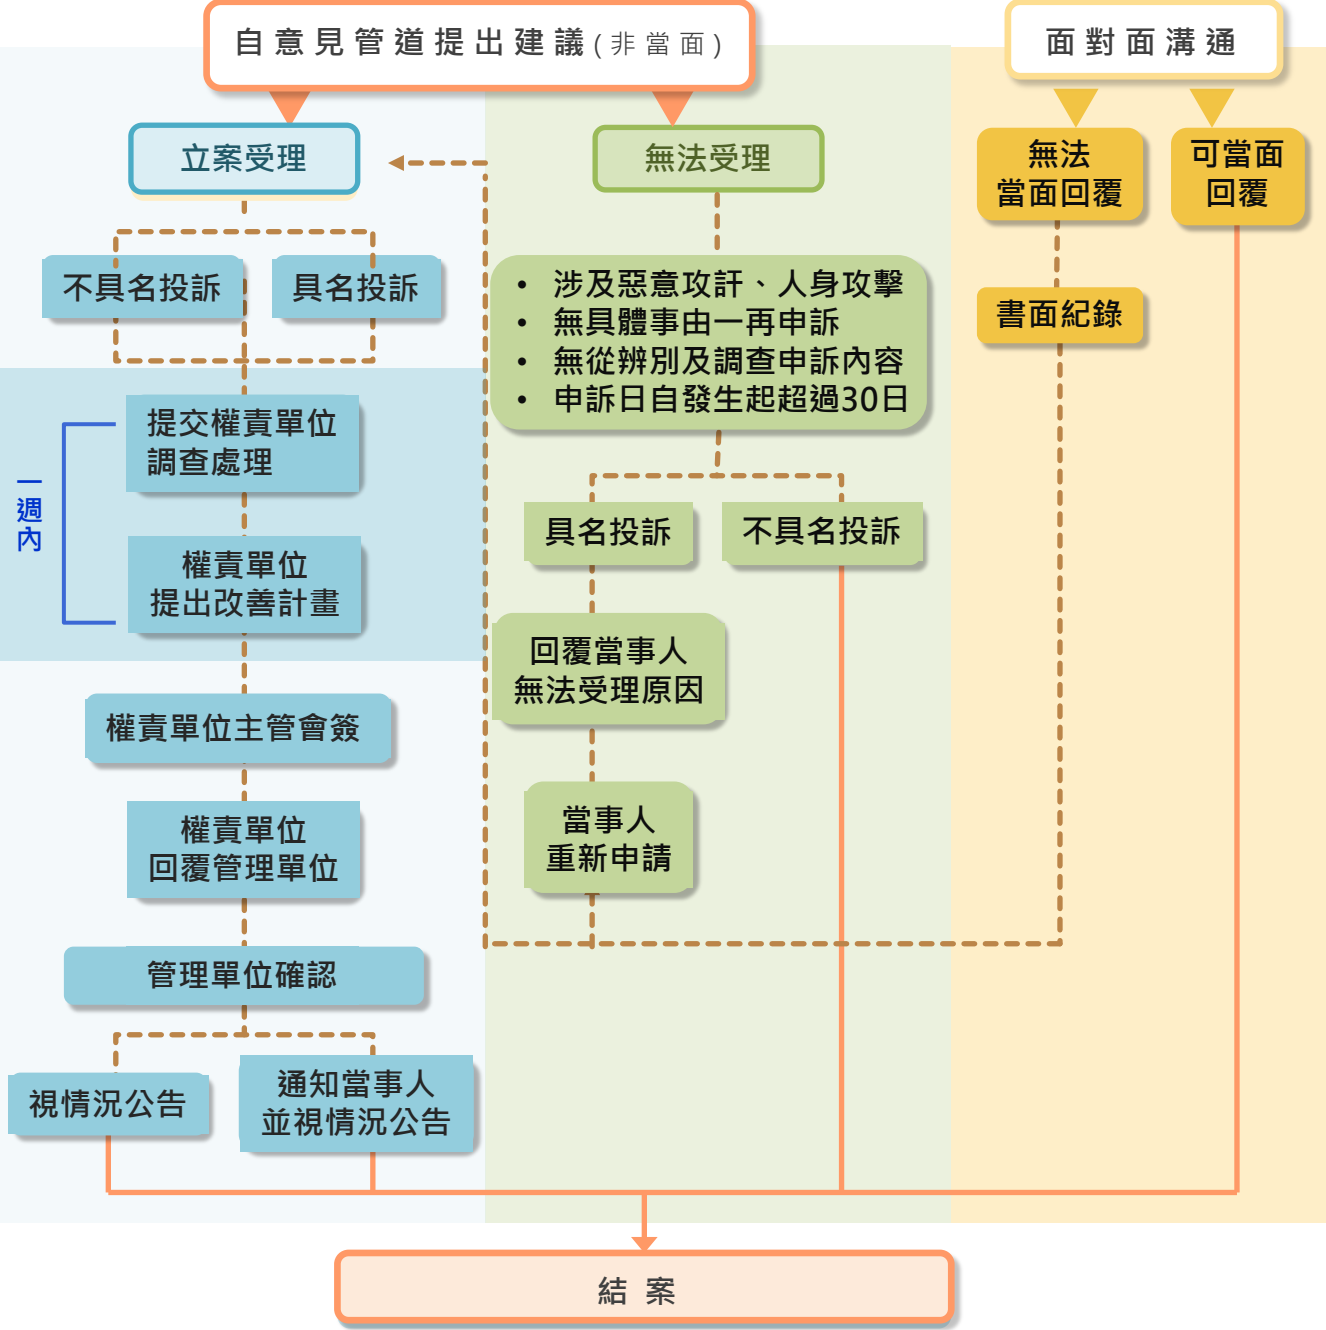 自意見管道提出建議(非當面)
立案受理
不具名投訴
具名投訴
一週內
提交權責單位
調查處理
權責單位
提出改善計畫
權責單位主管會簽
權責單位
回覆管理單位
管理單位確認
視情況公告
通知當事人
並視情況公告
無法受理
• 涉及惡意攻訐、人身攻擊
• 無具體事由一再申訴
• 無從辨別及調查申訴內容
• 申訴日自發生起超過30日
具名投訴
不具名投訴
回覆當事人
無法受理原因
當事人
重新申請
面對面溝通
無法
當面回覆
可當面
回覆
書面紀錄
結案